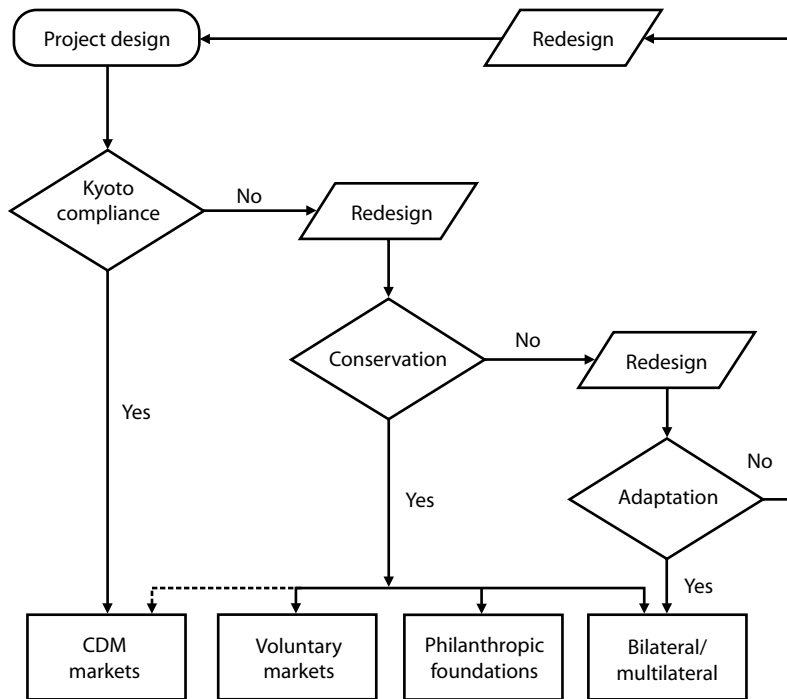 Project design
Redesign
Kyoto
compliance
No
Redesign
Conservation
No
Redesign
Yes
Adaptation
No
Yes
Yes
CDM
markets
Voluntary
markets
Philanthropic
foundations
Bilateral/
multilateral